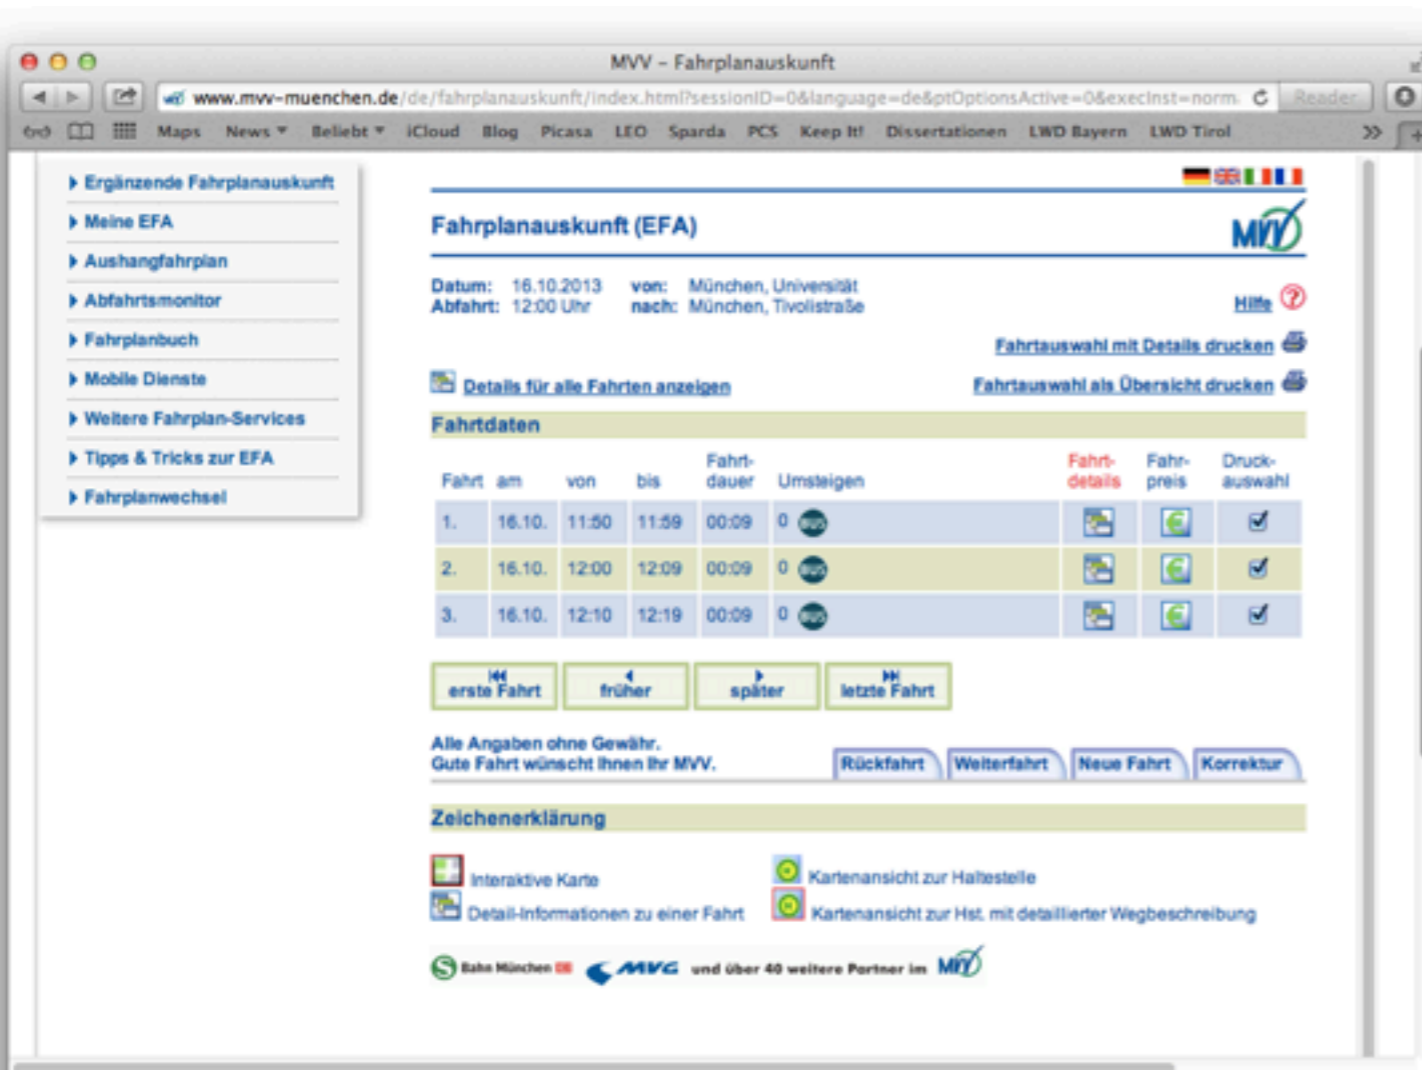 MVV – Fahrplanauskunft
www.mvv-muenchen.de/de/fahrplanauskunft/index.html?sessionID=0&language=de&ptOptionsActive=0&execInst=norm. Reader
Maps News Beliebt iCloud Blog Picasa LEO Sparda PCS Keep It! Dissertationen LWD Bayern LWD Tirol
Ergänzende Fahrplanauskunft
Meine EFA
Aushangfahrplan
Abfahrtsmonitor
Fahrplanbuch
Mobile Dienste
Weitere Fahrplan-Services
Tipps & Tricks zur EFA
Fahrplanwechsel
Fahrplanauskunft (EFA)
MVV
Datum: 16.10.2013 von: München, Universität
Abfahrt: 12:00 Uhr nach: München, Tivolistraße
Hilfe ?
Fahrtauswahl mit Details drucken
Details für alle Fahrten anzeigen
Fahrtauswahl als Übersicht drucken
Fahrtdaten
Fahrt am von bis Fahrt-dauer Umsteigen Fahrt-details Fahr-preis Druck-auswahl
1. 16.10. 11:50 11:59 00:09 0 BUS
2. 16.10. 12:00 12:09 00:09 0 BUS
3. 16.10. 12:10 12:19 00:09 0 BUS
erste Fahrt früher später letzte Fahrt
Alle Angaben ohne Gewähr.
Gute Fahrt wünscht Ihnen Ihr MVV.
Rückfahrt Weiterfahrt Neue Fahrt Korrektur
Zeichenerklärung
Interaktive Karte
Kartenansicht zur Haltestelle
Detail-Informationen zu einer Fahrt
Kartenansicht zur Hst. mit detaillierter Wegbeschreibung
S Bahn München DB MVG und über 40 weitere Partner im MVV